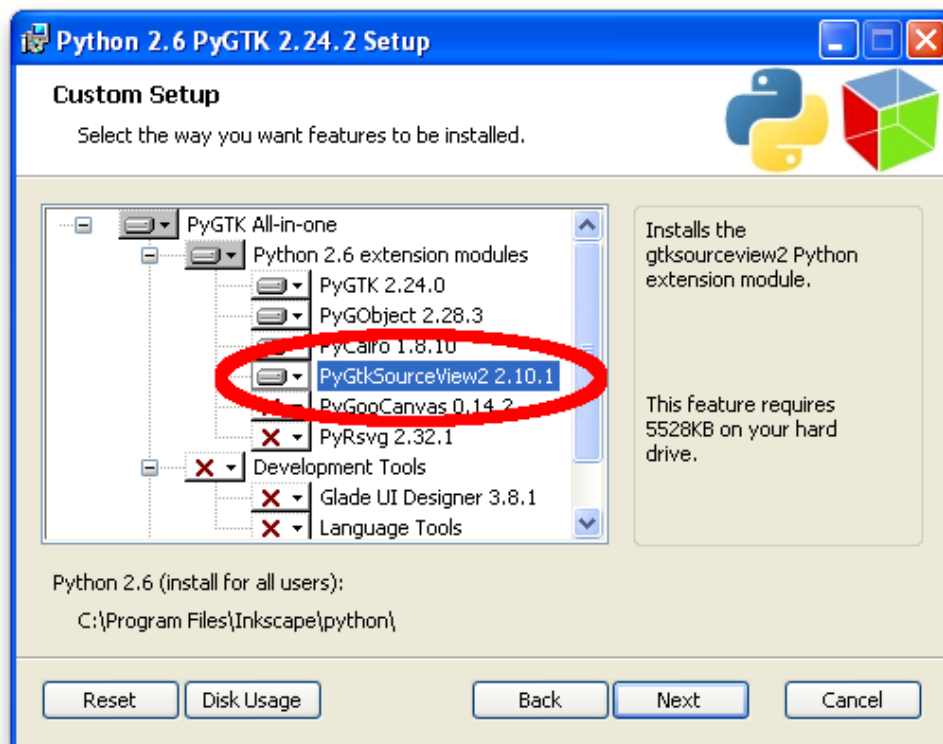 Python 2.6 PyGTK 2.24.2 Setup
Custom Setup
Select the way you want features to be installed.
PyGTK All-in-one
Python 2.6 extension modules
PyGTK 2.24.0
PyGObject 2.28.3
PyCairo 1.8.10
PyGtkSourceView2 2.10.1
PyGooCanvas 0.14.2
PyRsvg 2.32.1
Development Tools
Glade UI Designer 3.8.1
Language Tools
Installs the
gtksourceview2 Python
extension module.
This feature requires
5528KB on your hard
drive.
Python 2.6 (install for all users):
C:\Program Files\Inkscape\python\
Reset
Disk Usage
Back
Next
Cancel